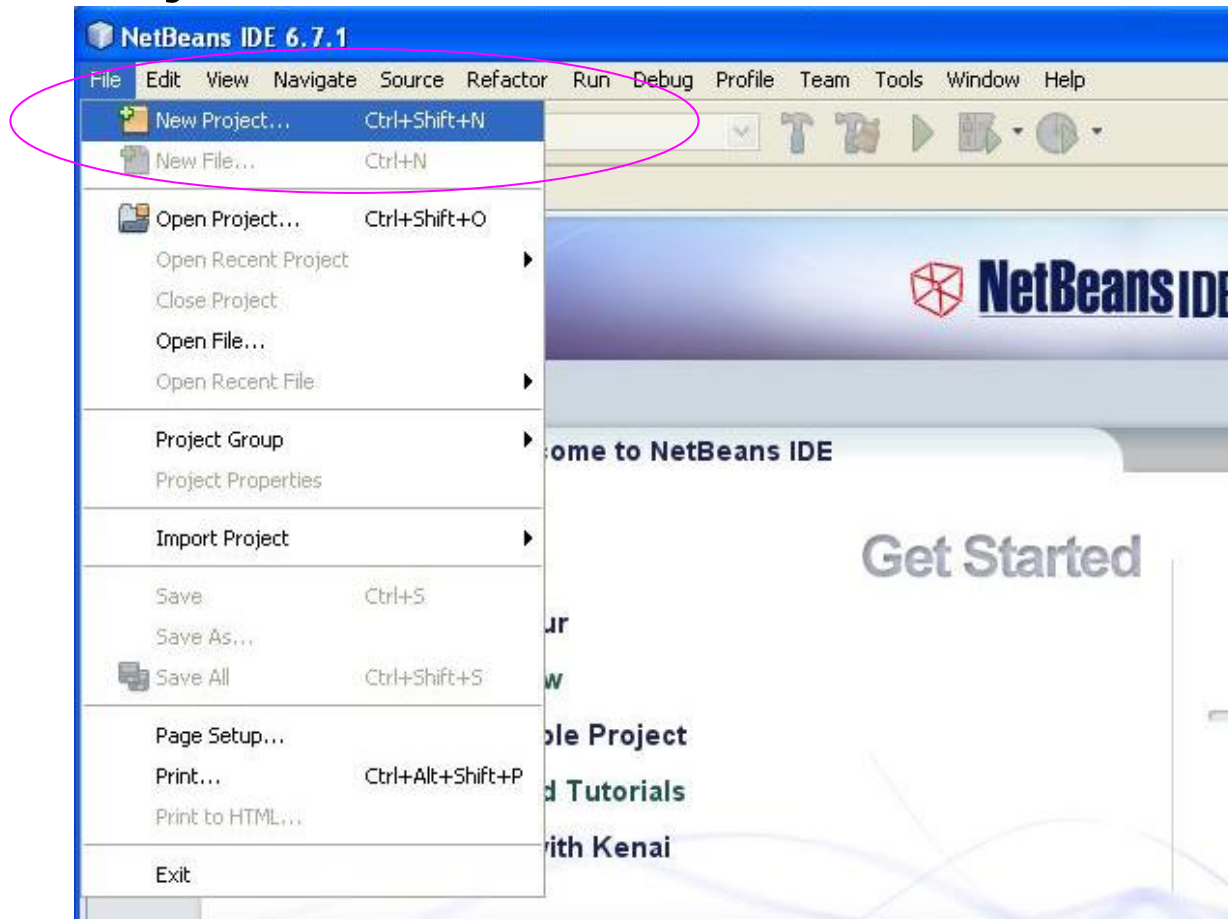 NetBeans IDE 6.7.1
File Edit View Navigate Source Refactor Run Debug Profile Team Tools Window Help
New Project... Ctrl+Shift+N
New File... Ctrl+N
Open Project... Ctrl+Shift+O
Open Recent Project
Close Project
NetBeans IDE
Open File...
Open Recent File
Project Group
ome to NetBeans IDE
Project Properties
Import Project
Get Started
Save Ctrl+S
ur
Save As...
Save All Ctrl+Shift+S
w
Page Setup...
ple Project
Print... Ctrl+Alt+Shift+P
d Tutorials
Print to HTML...
ith Kenai
Exit